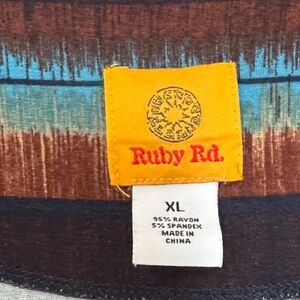 Ruby Rd.
XL
95% RAYON
5% SPANDEX
MADE IN
CHINA